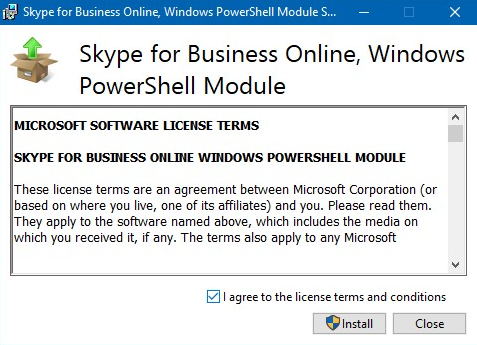 Skype for Business Online, Windows PowerShell Module S...
Skype for Business Online, Windows
PowerShell Module
MICROSOFT SOFTWARE LICENSE TERMS
SKYPE FOR BUSINESS ONLINE WINDOWS POWERSHELL MODULE
These license terms are an agreement between Microsoft Corporation (or
based on where you live, one of its affiliates) and you. Please read them.
They apply to the software named above, which includes the media on
which you received it, if any. The terms also apply to any Microsoft
I agree to the license terms and conditions
Install
Close